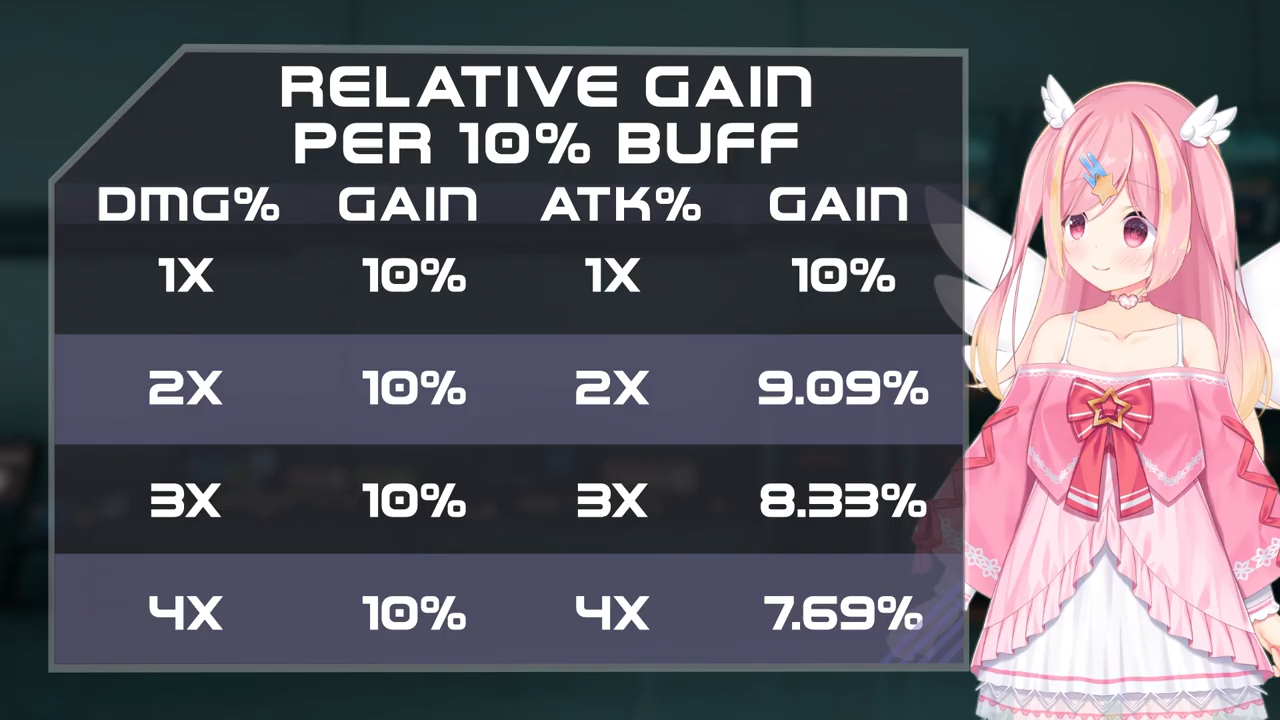 RELATIVE GAIN
PER 10% BUFF
DMG% GAIN ATK% GAIN
1X 10% 1X 10%
2X 10% 2X 9.09%
3X 10% 3X 8.33%
4X 10% 4X 7.69%